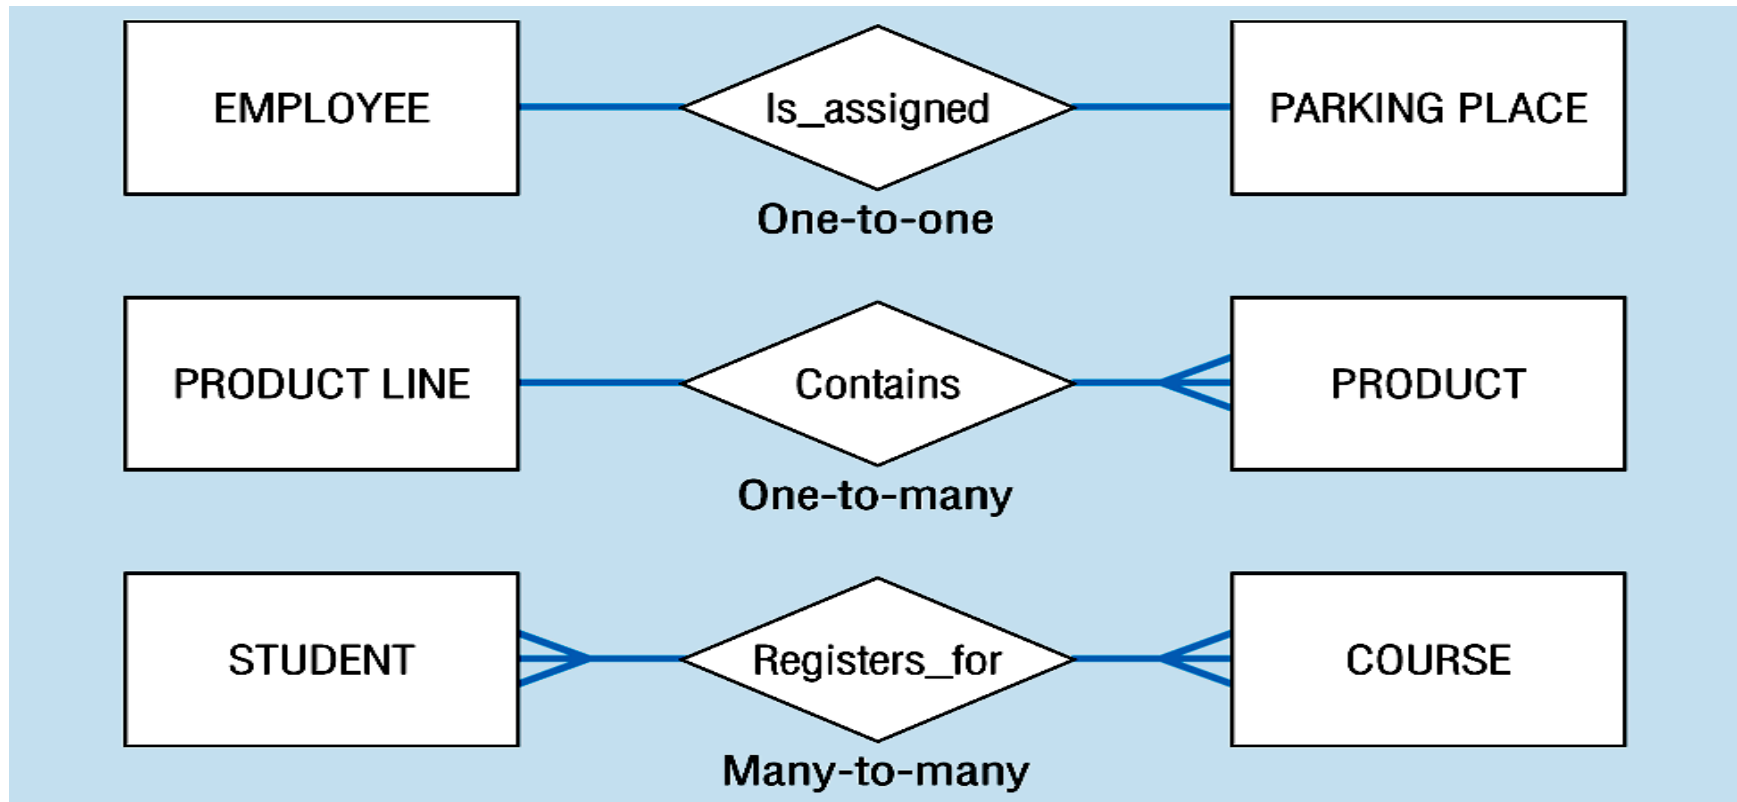 EMPLOYEE
Is_assigned
PARKING PLACE
One-to-one
PRODUCT LINE
Contains
PRODUCT
One-to-many
STUDENT
Registers_for
COURSE
Many-to-many